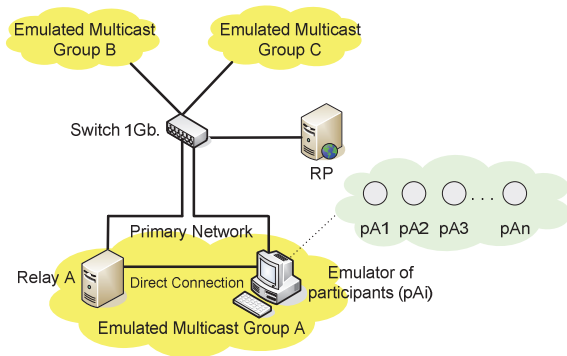 Emulated Multicast
Group B
Emulated Multicast
Group C
Switch 1Gb.
RP
pA1 pA2 pA3 ... pAn
Primary Network
Relay A
Direct Connection
Emulator of
participants (pAi)
Emulated Multicast Group A